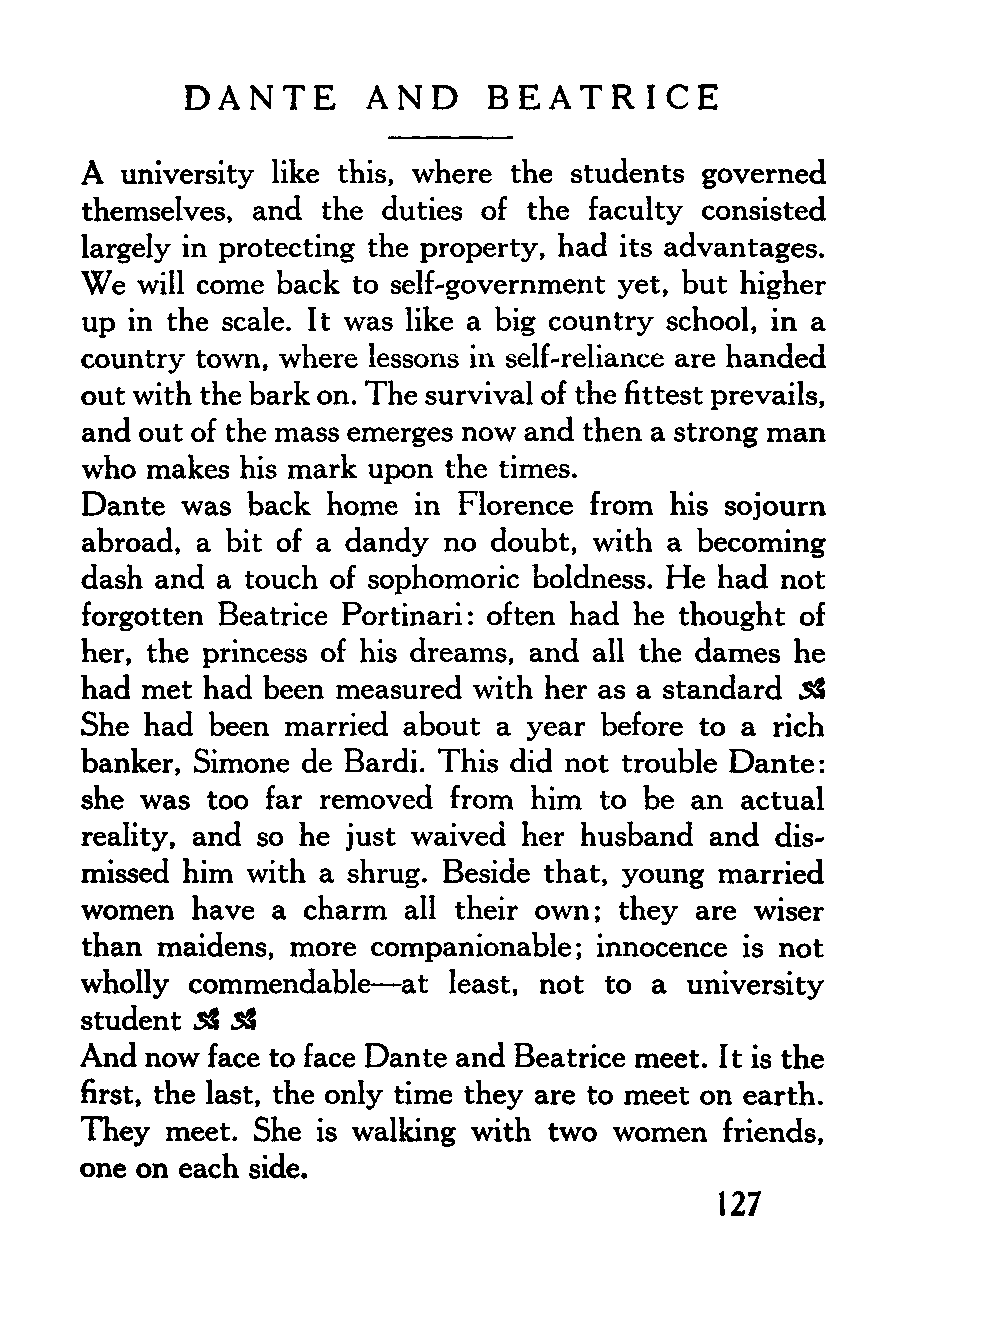 DANTE AND BEATRICE
A university like this, where the students governed
themselves, and the duties of the faculty consisted
largely in protecting the property, had its advantages.
We will come back to self-government yet, but higher
up in the scale. It was like a big country school, in a
country town, where lessons in self-reliance are handed
out with the bark on. The survival of the fittest prevails,
and out of the mass emerges now and then a strong man
who makes his mark upon the times.
Dante was back home in Florence from his sojourn
abroad, a bit of a dandy no doubt, with a becoming
dash and a touch of sophomoric boldness. He had not
forgotten Beatrice Portinari: often had he thought of
her, the princess of his dreams, and all the dames he
had met had been measured with her as a standard
She had been married about a year before to a rich
banker, Simone de Bardi. This did not trouble Dante:
she was too far removed from him to be an actual
reality, and so he just waived her husband and dis-
missed him with a shrug. Beside that, young married
women have a charm all their own; they are wiser
than maidens, more companionable; innocence is not
wholly commendable—at least, not to a university
student
And now face to face Dante and Beatrice meet. It is the
first, the last, the only time they are to meet on earth.
They meet. She is walking with two women friends,
one on each side.
127